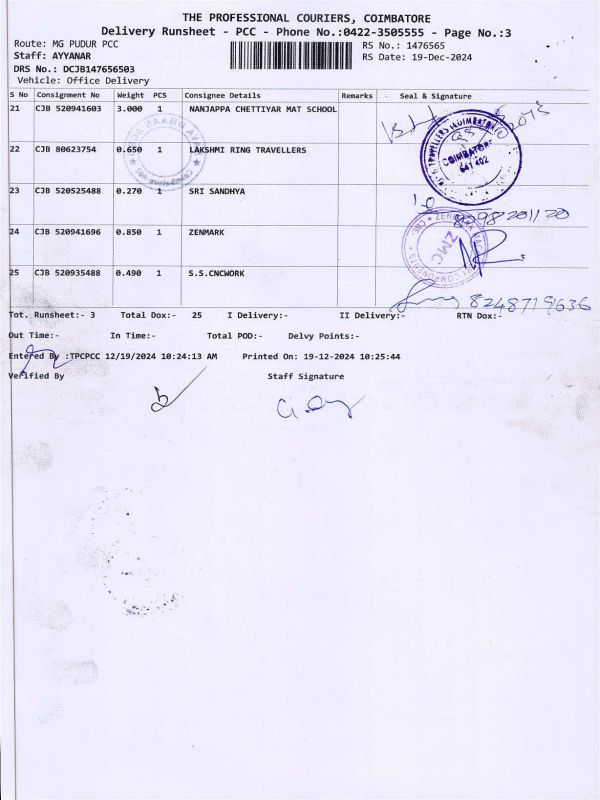 THE PROFESSIONAL COURIERS, COIMBATORE
Delivery Runsheet - PCC - Phone No.:0422-3505555 - Page No.:3
Route: MG PUDUR PCC
RS No.: 1476565
Staff: AYYANAR
RS Date: 19-Dec-2024
DRS No.: DCJB147656503
Vehicle: Office Delivery
S No Consignment No Weight PCS Consignee Details Remarks - Seal & Signature
21 CJB 520941603 3.000 1 NANJAPPA CHETTIYAR MAT SCHOOL
22 CJB 80623754 0.650 1 LAKSHMI RING TRAVELLERS
COIMBATORE
641 402
23 CJB 520525488 0.270 1 SRI SANDHYA
24 CJB 520941696 0.850 1 ZENMARK
ZMC
25 CJB 520935488 0.490 1 S.S.CNCWORK
8248719636
Tot. Runsheet:- 3 Total Dox:- 25 I Delivery:- II Delivery:- RTN Dox:-
Out Time:- In Time:- Total POD:- Delvy Points:-
Entered By :TPCPCC 12/19/2024 10:24:13 AM Printed On: 19-12-2024 10:25:44
Verified By Staff Signature